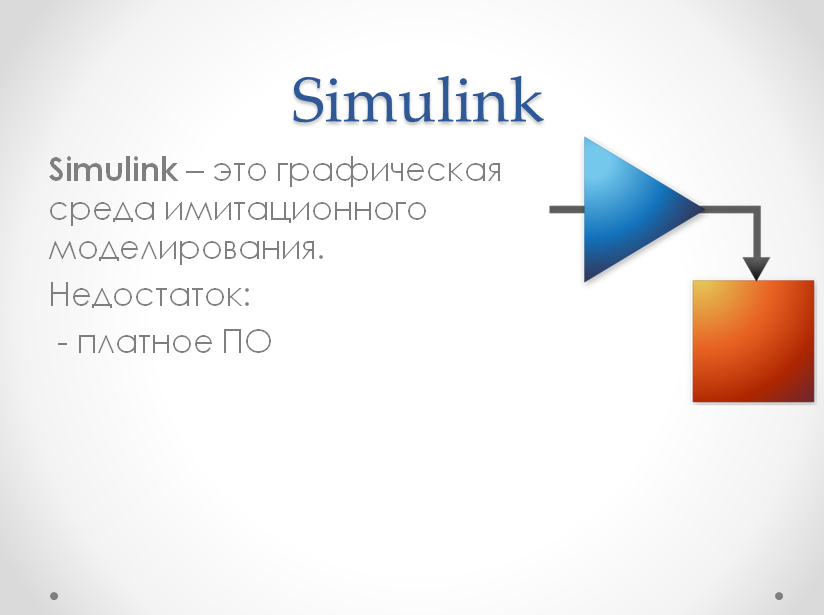 Simulink
Simulink – это графическая
среда имитационного
моделирования.
Недостаток:
- платное ПО